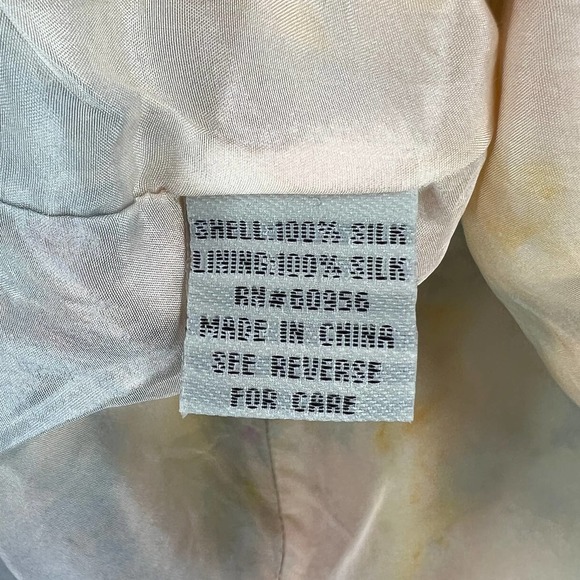 SHELL:100% SILK
LINING:100% SILK
RN#60956
MADE IN CHINA
SEE REVERSE
FOR CARE